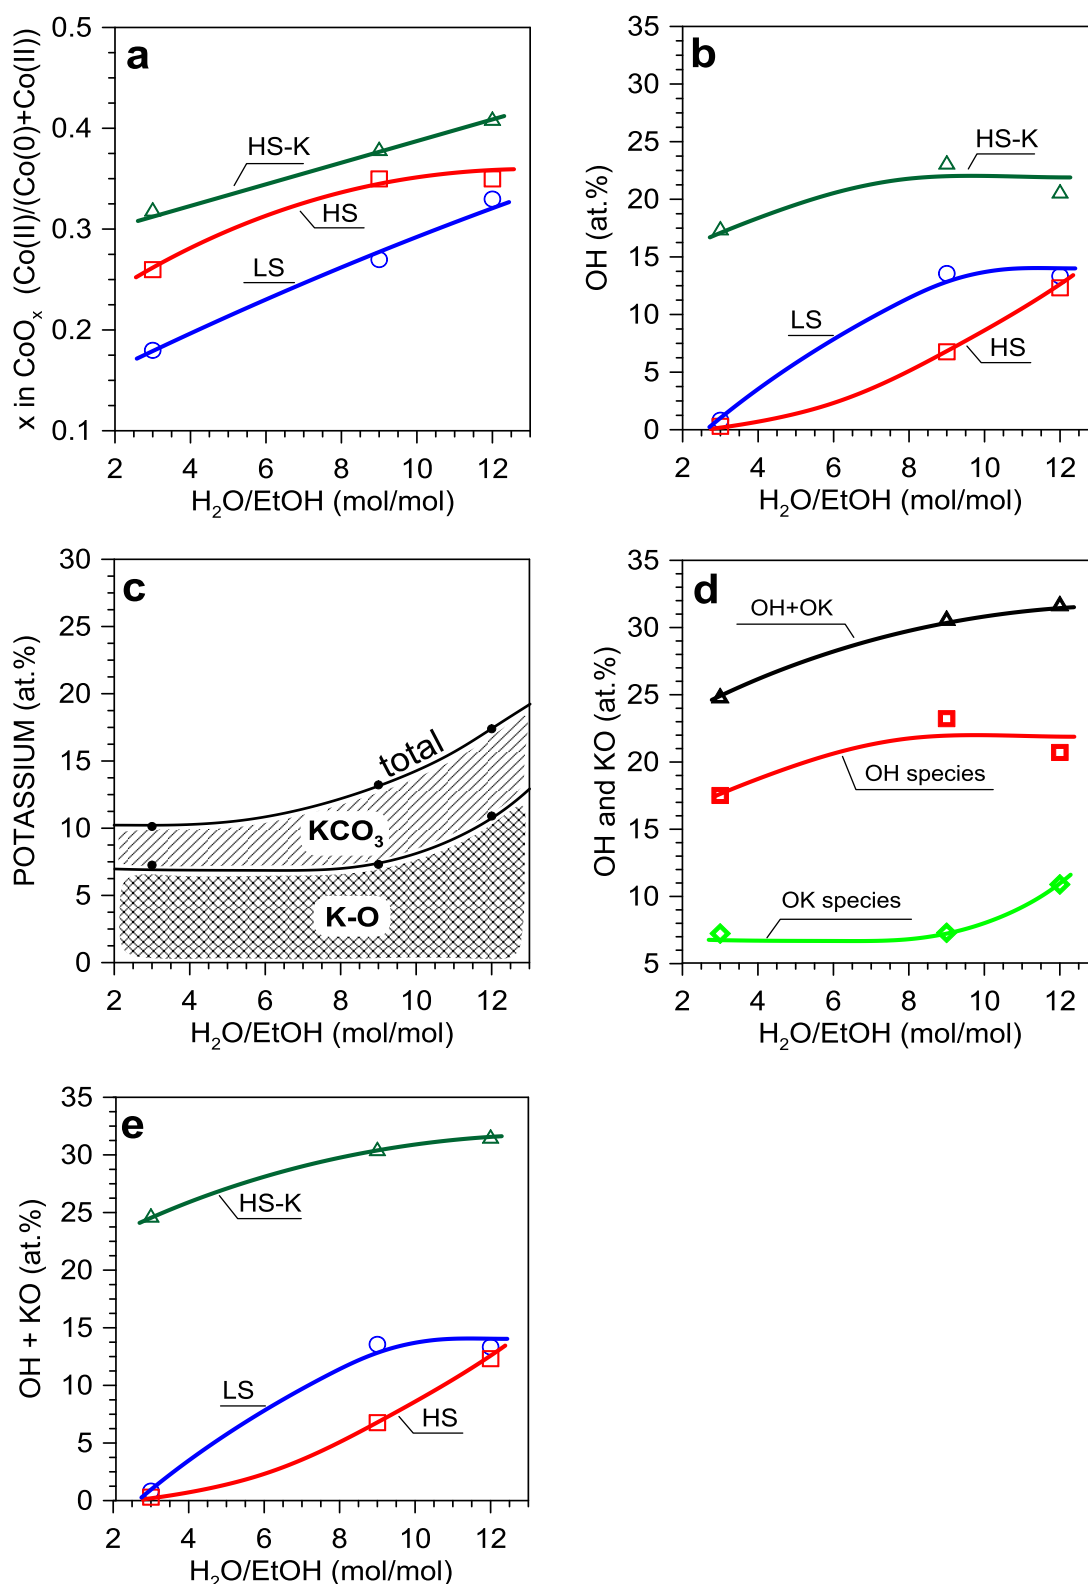 a
x in CoOₓ (Co(II)/(Co(0)+Co(II))
0.5
0.4
0.3
0.2
0.1
HS-K
HS
LS
2 4 6 8 10 12
H₂O/EtOH (mol/mol)
b
OH (at.%)
35
30
25
20
15
10
5
0
HS-K
LS
HS
2 4 6 8 10 12
H₂O/EtOH (mol/mol)
c
POTASSIUM (at.%)
30
25
20
15
10
5
0
total
KCO₃
K-O
2 4 6 8 10 12
H₂O/EtOH (mol/mol)
d
OH and KO (at.%)
35
30
25
20
15
10
5
OH+OK
OH species
OK species
2 4 6 8 10 12
H₂O/EtOH (mol/mol)
e
OH + KO (at.%)
35
30
25
20
15
10
5
0
HS-K
LS
HS
2 4 6 8 10 12
H₂O/EtOH (mol/mol)